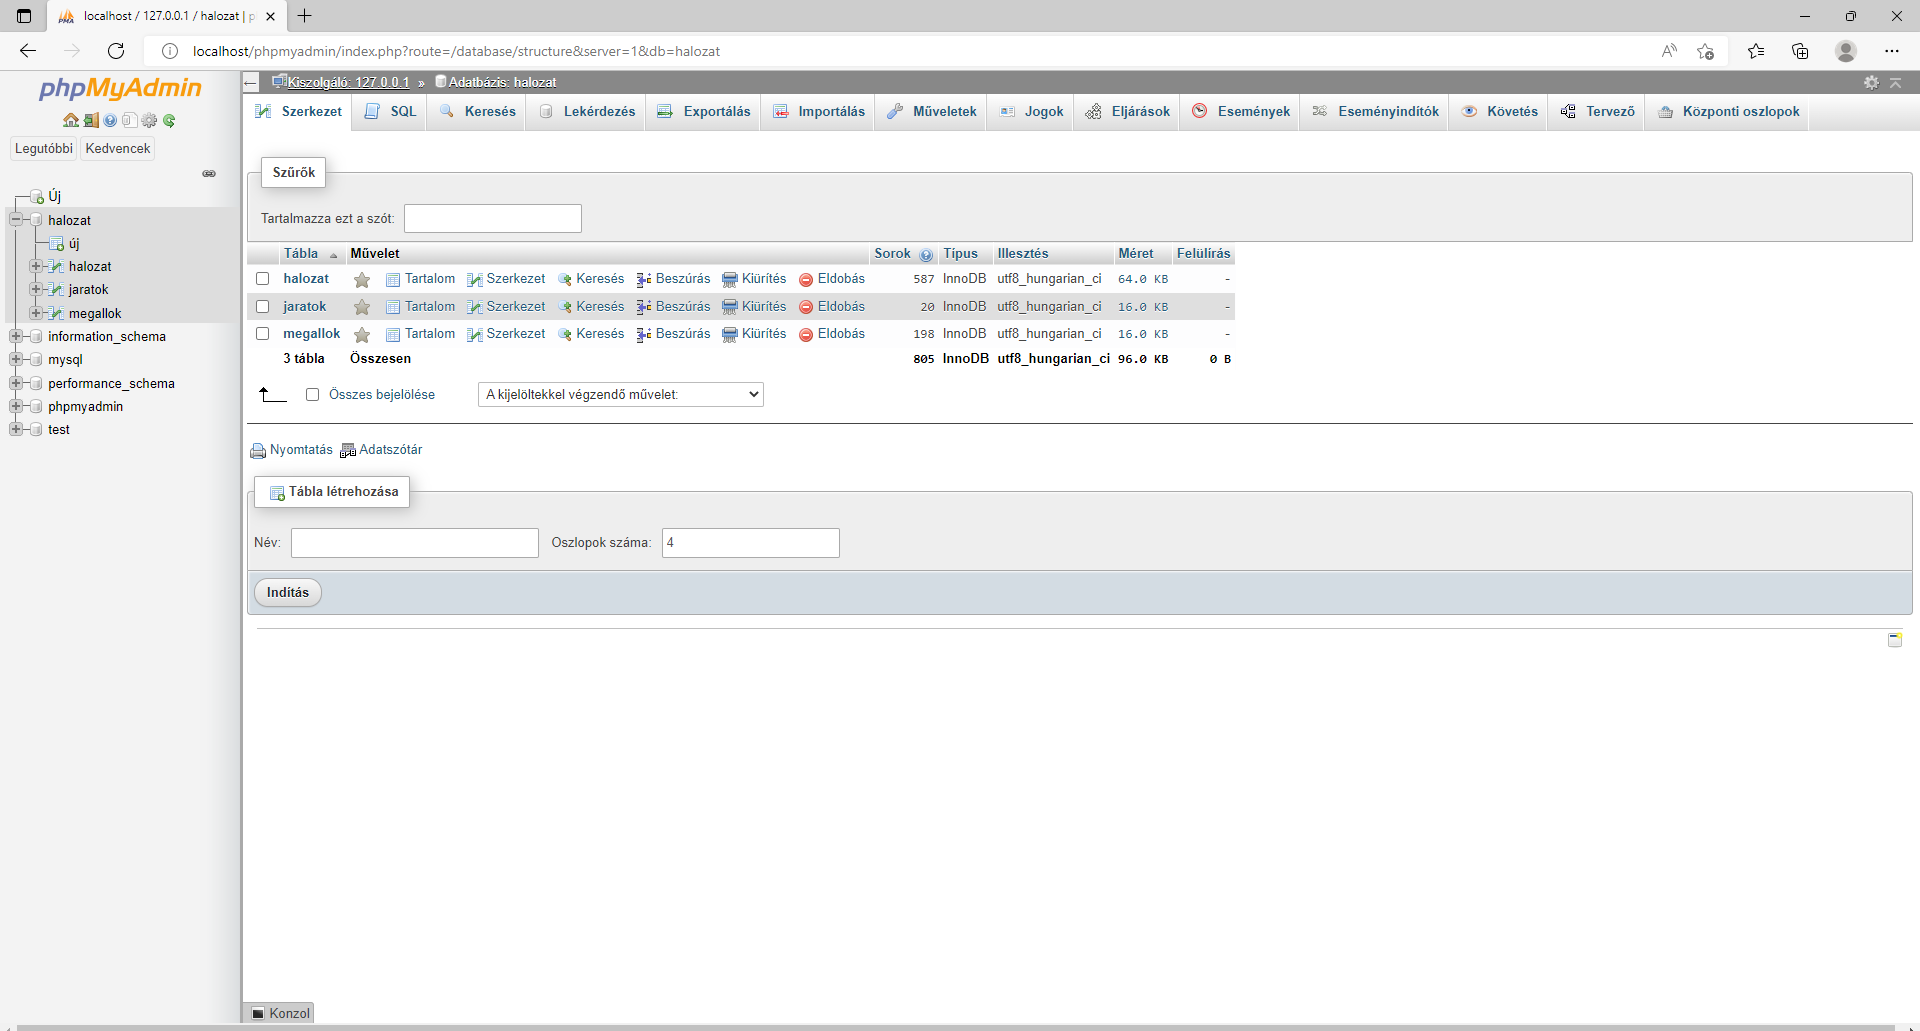 localhost / 127.0.0.1 / halozat | p
localhost/phpmyadmin/index.php?route=/database/structure&server=1&db=halozat
phpMyAdmin
Legutóbbi Kedvencek
Új
halozat
új
halozat
jaratok
megallok
information_schema
mysql
performance_schema
phpmyadmin
test
Kiszolgáló: 127.0.0.1 » Adatbázis: halozat
Szerkezet SQL Keresés Lekérdezés Exportálás Importálás Műveletek Jogok Eljárások Események Eseményindítók Követés Tervező Központi oszlopok
Szűrők
Tartalmazza ezt a szót:
Tábla Művelet Sorok Típus Illesztés Méret Felülírás
halozat Tartalom Szerkezet Keresés Beszúrás Kiürítés Eldobás 587 InnoDB utf8_hungarian_ci 64.0 KB -
jaratok Tartalom Szerkezet Keresés Beszúrás Kiürítés Eldobás 20 InnoDB utf8_hungarian_ci 16.0 KB -
megallok Tartalom Szerkezet Keresés Beszúrás Kiürítés Eldobás 198 InnoDB utf8_hungarian_ci 16.0 KB -
3 tábla Összesen 805 InnoDB utf8_hungarian_ci 96.0 KB 0 B
Összes bejelölése A kijelöltekkel végzendő művelet:
Nyomtatás Adatszótár
Tábla létrehozása
Név: Oszlopok száma: 4
Indítás
Konzol